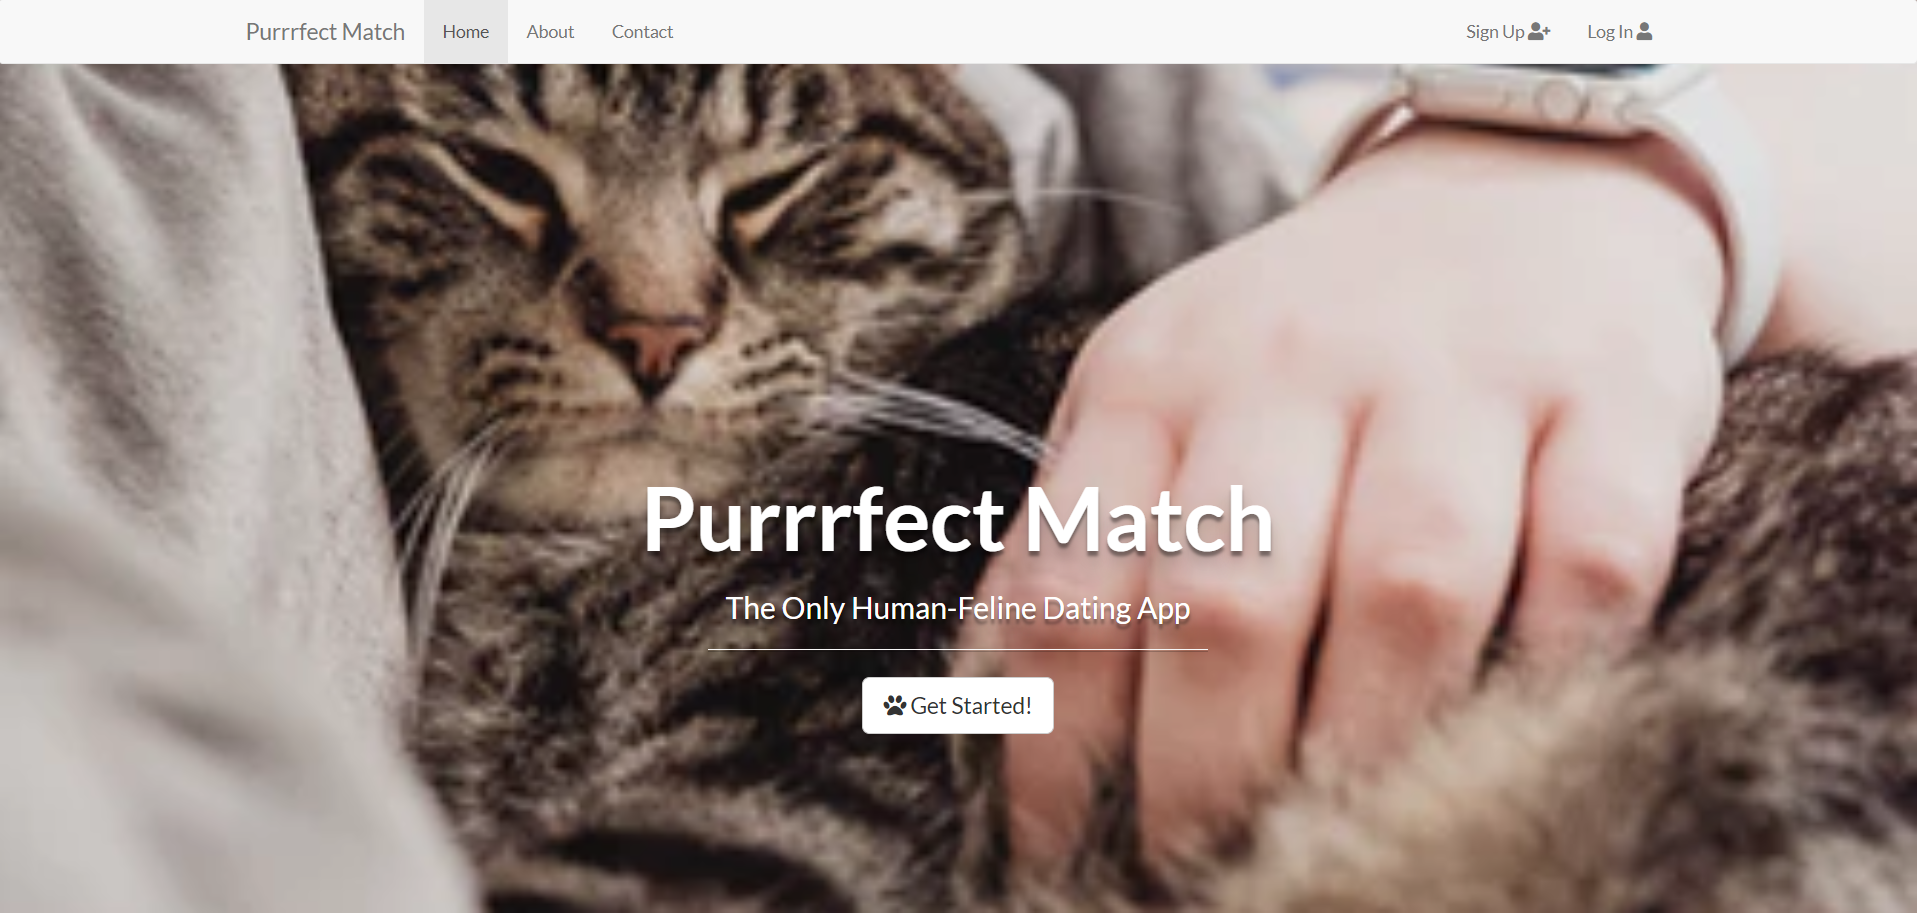 Purrrfect Match Home About Contact Sign Up Log In
Purrrfect Match
The Only Human-Feline Dating App
Get Started!